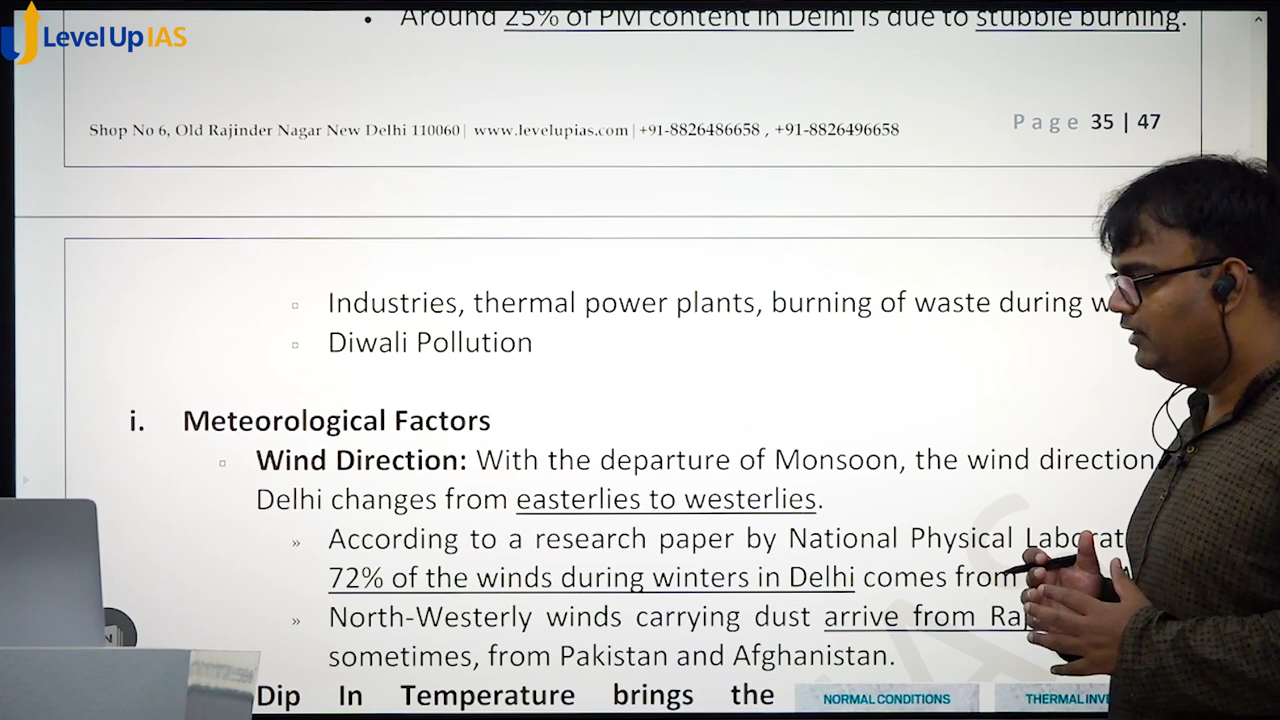 Level Up IAS
Around 25% of PM content in Delhi is due to stubble burning.
Shop No 6, Old Rajinder Nagar New Delhi 110060 | www.levelupias.com | +91-8826486658 , +91-8826496658
Page 35 | 47
Industries, thermal power plants, burning of waste during
Diwali Pollution
i. Meteorological Factors
Wind Direction: With the departure of Monsoon, the wind direction
Delhi changes from easterlies to westerlies.
» According to a research paper by National Physical
72% of the winds during winters in Delhi comes from
» North-Westerly winds carrying dust arrive from
sometimes, from Pakistan and Afghanistan.
Dip In Temperature brings the
NORMAL CONDITIONS
THERMAL